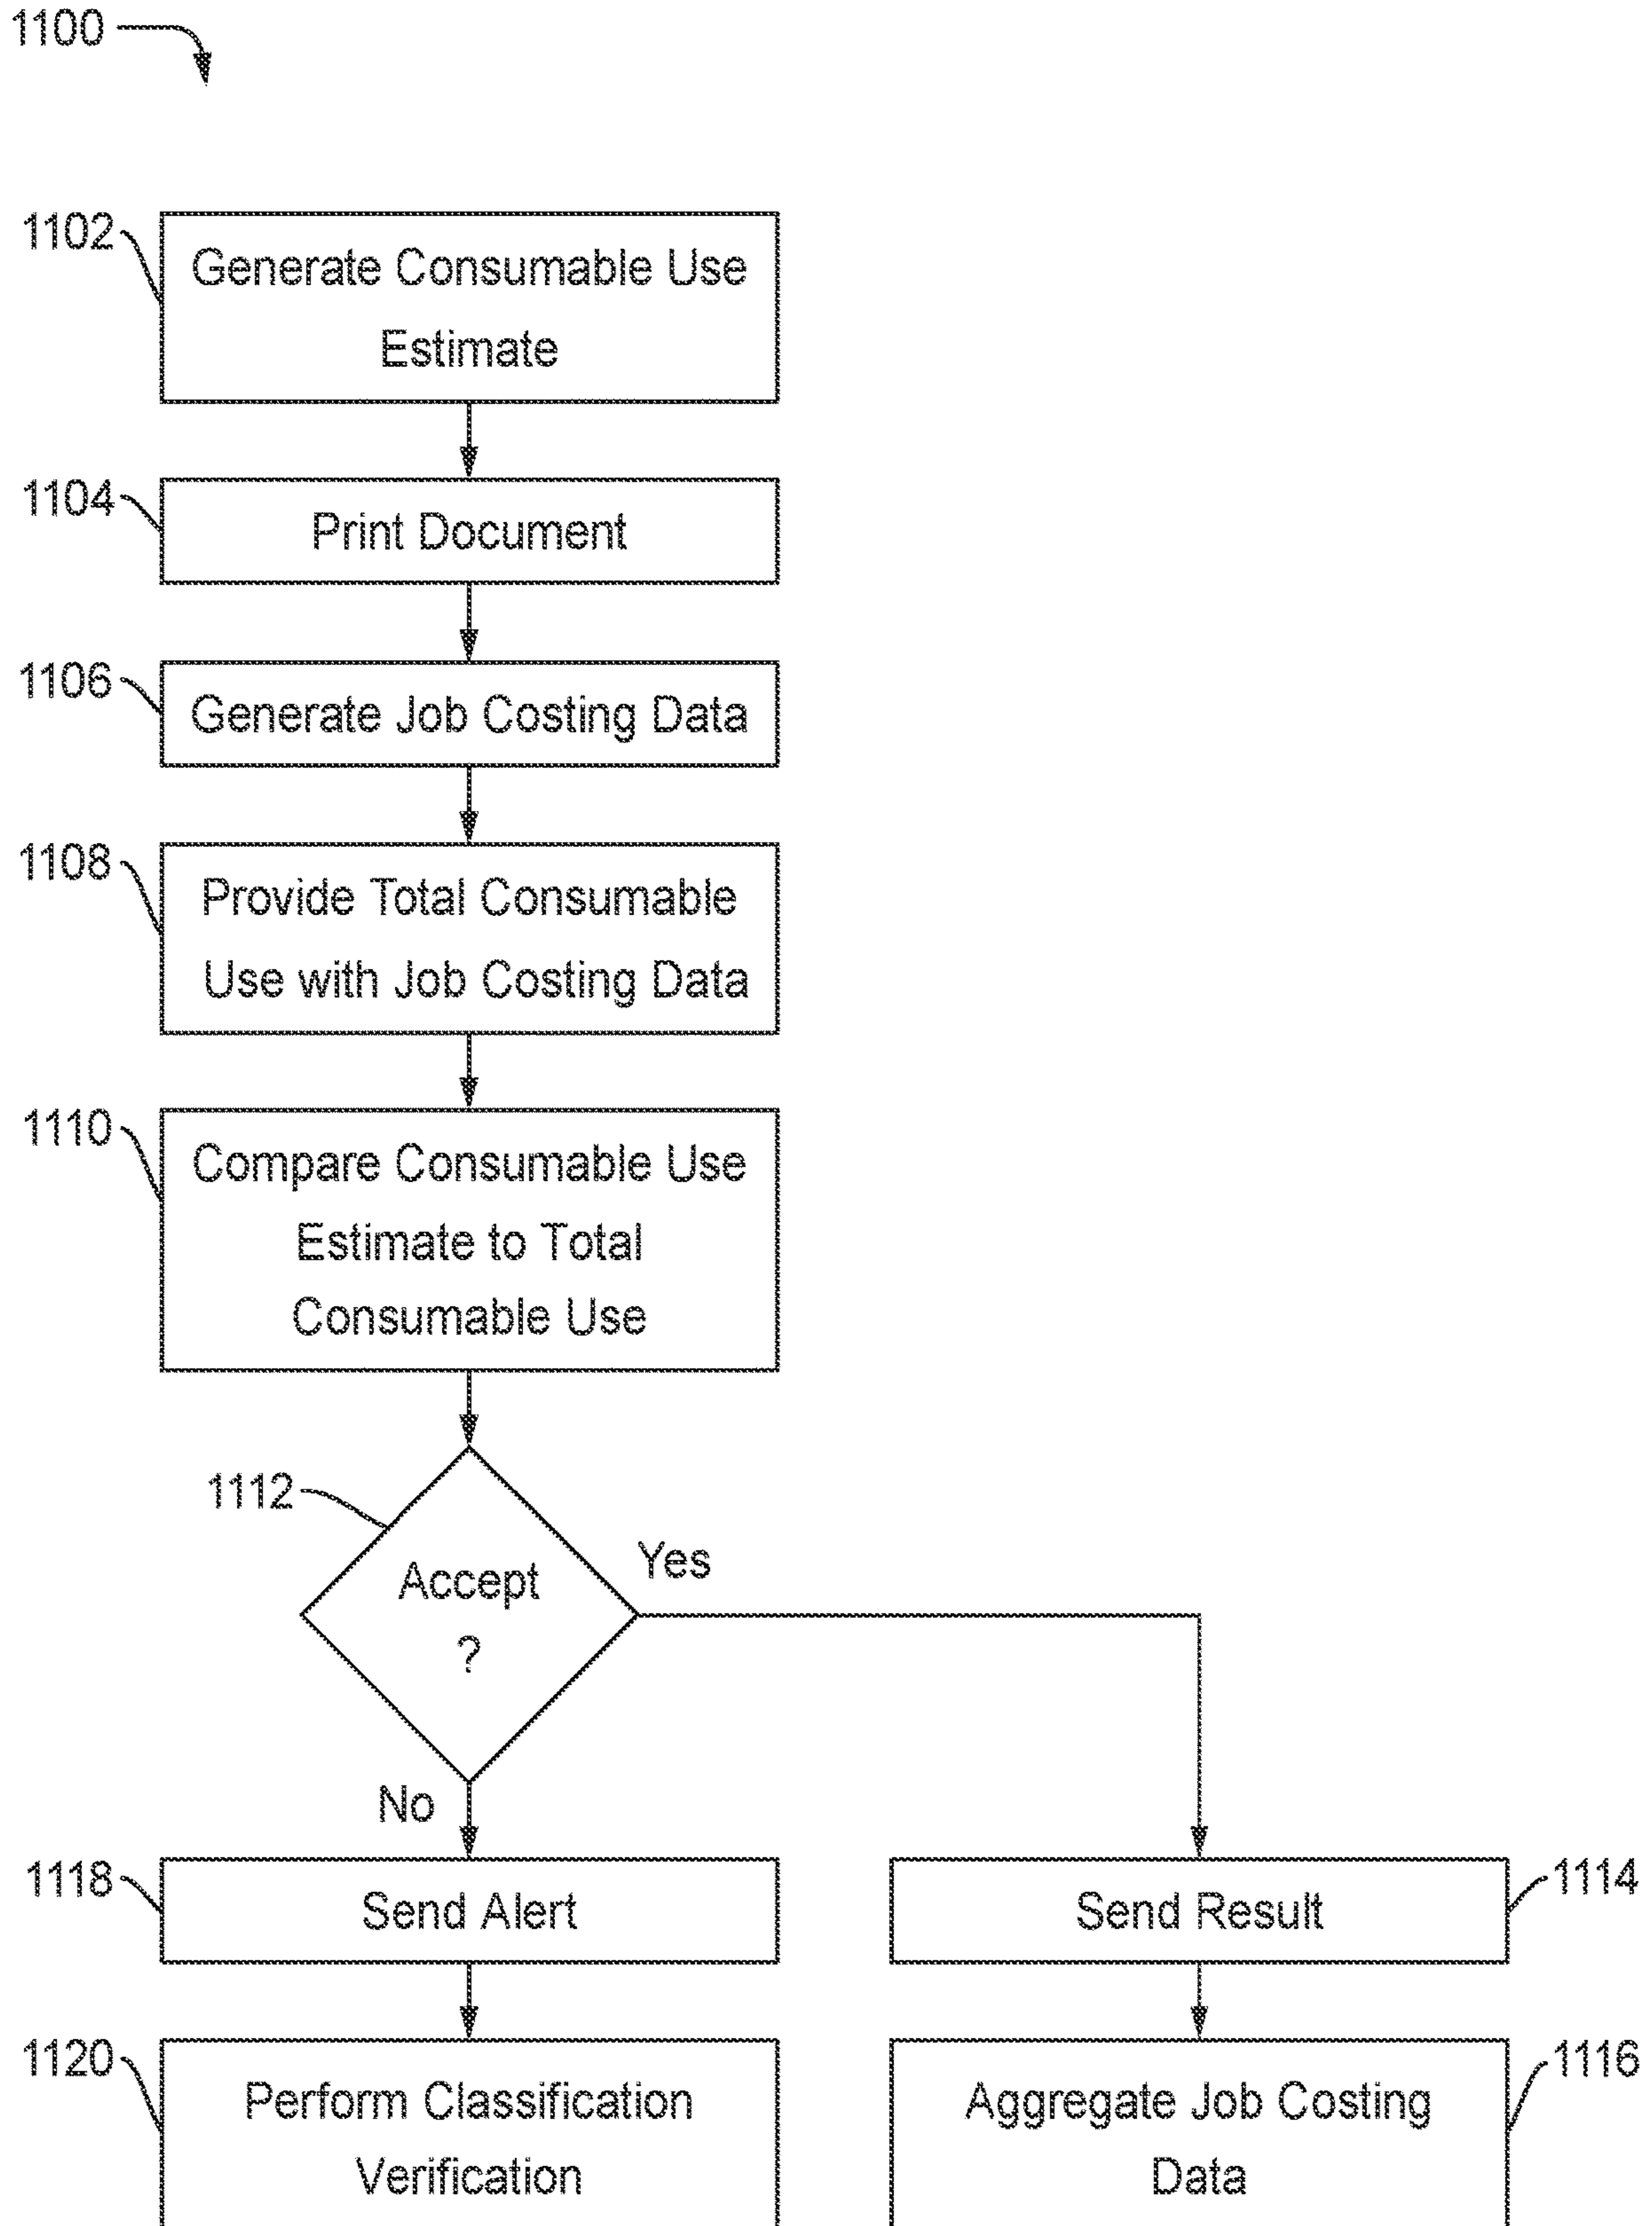 1100
1102
Generate Consumable Use
Estimate
1104
Print Document
1106
Generate Job Costing Data
1108
Provide Total Consumable
Use with Job Costing Data
1110
Compare Consumable Use
Estimate to Total
Consumable Use
1112
Accept
?
Yes
No
1118
Send Alert
Send Result
1114
1120
Perform Classification
Verification
Aggregate Job Costing
Data
1116